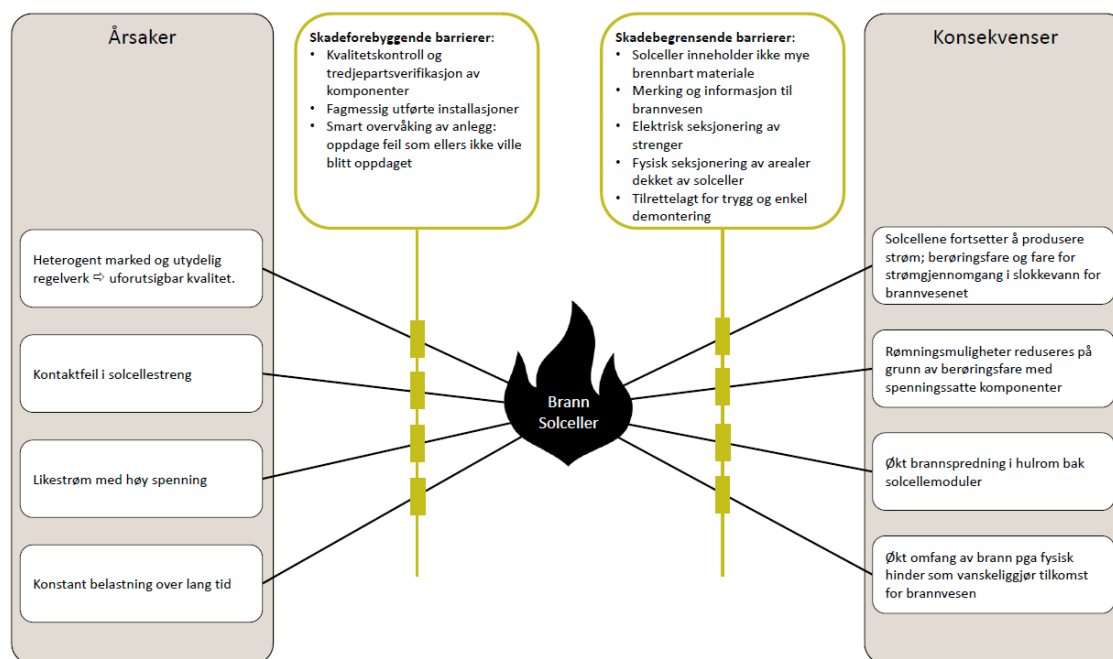 Årsaker
Heterogent marked og utydelig
regelverk ⇨ uforutsigbar kvalitet.
Kontaktfeil i solcellestreng
Likestrøm med høy spenning
Konstant belastning over lang tid
Skadeforebyggende barrierer:
• Kvalitetskontroll og
tredjepartsverifikasjon av
komponenter
• Fagmessig utførte installasjoner
• Smart overvåking av anlegg:
oppdage feil som ellers ikke ville
blitt oppdaget
Brann
Solceller
Skadebegrensende barrierer:
• Solceller inneholder ikke mye
brennbart materiale
• Merking og informasjon til
brannvesen
• Elektrisk seksjonering av
strenger
• Fysisk seksjonering av arealer
dekket av solceller
• Tilrettelagt for trygg og enkel
demontering
Konsekvenser
Solcellene fortsetter å produsere
strøm; berøringsfare og fare for
strømgjennomgang i slokkevann for
brannvesenet
Rømningsmuligheter reduseres på
grunn av berøringsfare med
spenningssatte komponenter
Økt brannspredning i hulrom bak
solcellemoduler
Økt omfang av brann pga fysisk
hinder som vanskeliggjør tilkomst
for brannvesen